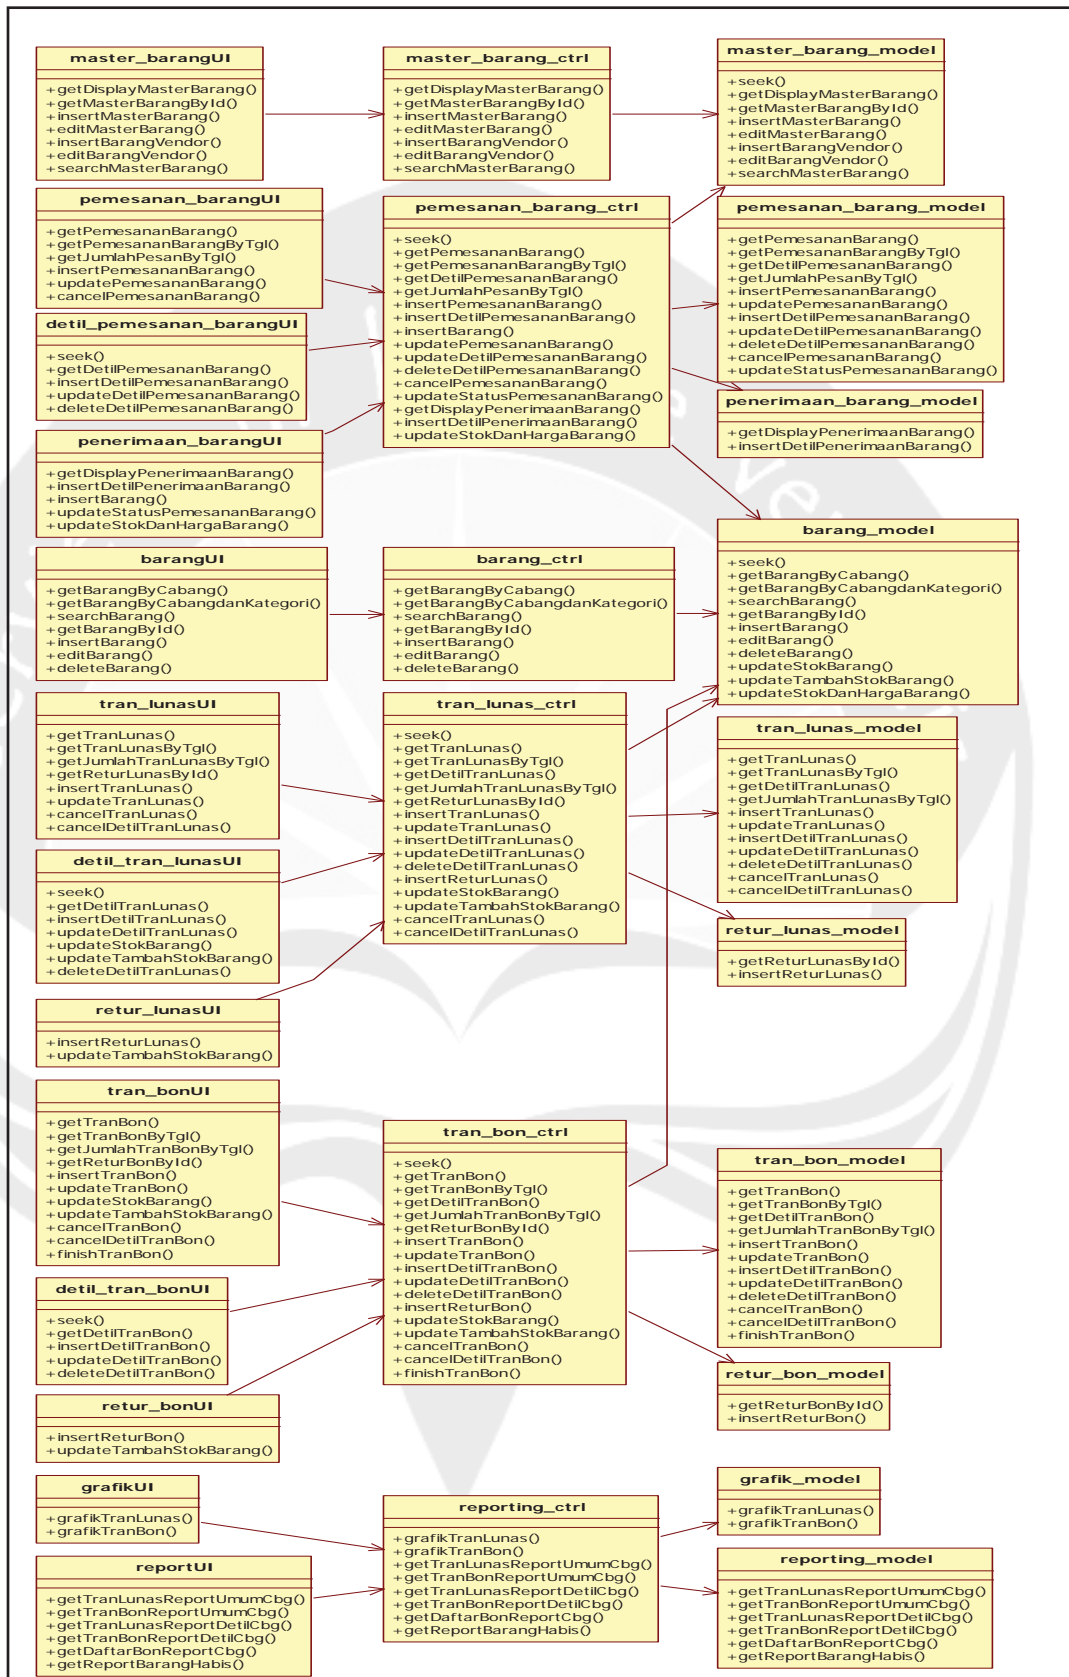 master_barangUI
+getDisplayMasterBarang()
+getMasterBarangById()
+insertMasterBarang()
+editMasterBarang()
+insertBarangVendor()
+editBarangVendor()
+searchMasterBarang()
master_barang_ctrl
+getDisplayMasterBarang()
+getMasterBarangById()
+insertMasterBarang()
+editMasterBarang()
+insertBarangVendor()
+editBarangVendor()
+searchMasterBarang()
master_barang_model
+seek()
+getDisplayMasterBarang()
+getMasterBarangById()
+insertMasterBarang()
+editMasterBarang()
+insertBarangVendor()
+editBarangVendor()
+searchMasterBarang()
pemesanan_barangUI
+getPemesananBarang()
+getPemesananBarangByTgl()
+getJumlahPesanByTgl()
+insertPemesananBarang()
+updatePemesananBarang()
+cancelPemesananBarang()
detil_pemesanan_barangUI
+seek()
+getDetilPemesananBarang()
+insertDetilPemesananBarang()
+updateDetilPemesananBarang()
+deleteDetilPemesananBarang()
penerimaan_barangUI
+getDisplayPenerimaanBarang()
+insertDetilPenerimaanBarang()
+insertBarang()
+updateStatusPemesananBarang()
+updateStokDanHargaBarang()
pemesanan_barang_ctrl
+seek()
+getPemesananBarang()
+getPemesananBarangByTgl()
+getDetilPemesananBarang()
+getJumlahPesanByTgl()
+insertPemesananBarang()
+insertDetilPemesananBarang()
+insertBarang()
+updatePemesananBarang()
+updateDetilPemesananBarang()
+deleteDetilPemesananBarang()
+cancelPemesananBarang()
+updateStatusPemesananBarang()
+getDisplayPenerimaanBarang()
+insertDetilPenerimaanBarang()
+updateStokDanHargaBarang()
pemesanan_barang_model
+getPemesananBarang()
+getPemesananBarangByTgl()
+getDetilPemesananBarang()
+getJumlahPesanByTgl()
+insertPemesananBarang()
+updatePemesananBarang()
+insertDetilPemesananBarang()
+updateDetilPemesananBarang()
+deleteDetilPemesananBarang()
+cancelPemesananBarang()
+updateStatusPemesananBarang()
penerimaan_barang_model
+getDisplayPenerimaanBarang()
+insertDetilPenerimaanBarang()
barangUI
+getBarangByCabang()
+getBarangByCabangdanKategori()
+searchBarang()
+getBarangById()
+insertBarang()
+editBarang()
+deleteBarang()
barang_ctrl
+getBarangByCabang()
+getBarangByCabangdanKategori()
+searchBarang()
+getBarangById()
+insertBarang()
+editBarang()
+deleteBarang()
barang_model
+seek()
+getBarangByCabang()
+getBarangByCabangdanKategori()
+searchBarang()
+getBarangById()
+insertBarang()
+editBarang()
+deleteBarang()
+updateStokBarang()
+updateTambahStokBarang()
+updateStokDanHargaBarang()
tran_lunasUI
+getTranLunas()
+getTranLunasByTgl()
+getJumlahTranLunasByTgl()
+getReturLunasById()
+insertTranLunas()
+updateTranLunas()
+cancelTranLunas()
+cancelDetilTranLunas()
detil_tran_lunasUI
+seek()
+getDetilTranLunas()
+insertDetilTranLunas()
+updateDetilTranLunas()
+updateStokBarang()
+updateTambahStokBarang()
+deleteDetilTranLunas()
retur_lunasUI
+insertReturLunas()
+updateTambahStokBarang()
tran_lunas_ctrl
+seek()
+getTranLunas()
+getTranLunasByTgl()
+getDetilTranLunas()
+getJumlahTranLunasByTgl()
+getReturLunasById()
+insertTranLunas()
+updateTranLunas()
+insertDetilTranLunas()
+updateDetilTranLunas()
+deleteDetilTranLunas()
+insertReturLunas()
+updateStokBarang()
+updateTambahStokBarang()
+cancelTranLunas()
+cancelDetilTranLunas()
tran_lunas_model
+getTranLunas()
+getTranLunasByTgl()
+getDetilTranLunas()
+getJumlahTranLunasByTgl()
+insertTranLunas()
+updateTranLunas()
+insertDetilTranLunas()
+updateDetilTranLunas()
+deleteDetilTranLunas()
+cancelTranLunas()
+cancelDetilTranLunas()
retur_lunas_model
+getReturLunasById()
+insertReturLunas()
tran_bonUI
+getTranBon()
+getTranBonByTgl()
+getJumlahTranBonByTgl()
+getReturBonById()
+insertTranBon()
+updateTranBon()
+updateStokBarang()
+updateTambahStokBarang()
+cancelTranBon()
+cancelDetilTranBon()
+finishTranBon()
detil_tran_bonUI
+seek()
+getDetilTranBon()
+insertDetilTranBon()
+updateDetilTranBon()
+deleteDetilTranBon()
retur_bonUI
+insertReturBon()
+updateTambahStokBarang()
tran_bon_ctrl
+seek()
+getTranBon()
+getTranBonByTgl()
+getDetilTranBon()
+getJumlahTranBonByTgl()
+getReturBonById()
+insertTranBon()
+updateTranBon()
+insertDetilTranBon()
+updateDetilTranBon()
+deleteDetilTranBon()
+insertReturBon()
+updateStokBarang()
+updateTambahStokBarang()
+cancelTranBon()
+cancelDetilTranBon()
+finishTranBon()
tran_bon_model
+getTranBon()
+getTranBonByTgl()
+getDetilTranBon()
+getJumlahTranBonByTgl()
+insertTranBon()
+updateTranBon()
+insertDetilTranBon()
+updateDetilTranBon()
+deleteDetilTranBon()
+cancelTranBon()
+cancelDetilTranBon()
+finishTranBon()
retur_bon_model
+getReturBonById()
+insertReturBon()
grafikUI
+grafikTranLunas()
+grafikTranBon()
reportUI
+getTranLunasReportUmumCbg()
+getTranBonReportUmumCbg()
+getTranLunasReportDetilCbg()
+getTranBonReportDetilCbg()
+getDaftarBonReportCbg()
+getReportBarangHabis()
reporting_ctrl
+grafikTranLunas()
+grafikTranBon()
+getTranLunasReportUmumCbg()
+getTranBonReportUmumCbg()
+getTranLunasReportDetilCbg()
+getTranBonReportDetilCbg()
+getDaftarBonReportCbg()
+getReportBarangHabis()
grafik_model
+grafikTranLunas()
+grafikTranBon()
reporting_model
+getTranLunasReportUmumCbg()
+getTranBonReportUmumCbg()
+getTranLunasReportDetilCbg()
+getTranBonReportDetilCbg()
+getDaftarBonReportCbg()
+getReportBarangHabis()